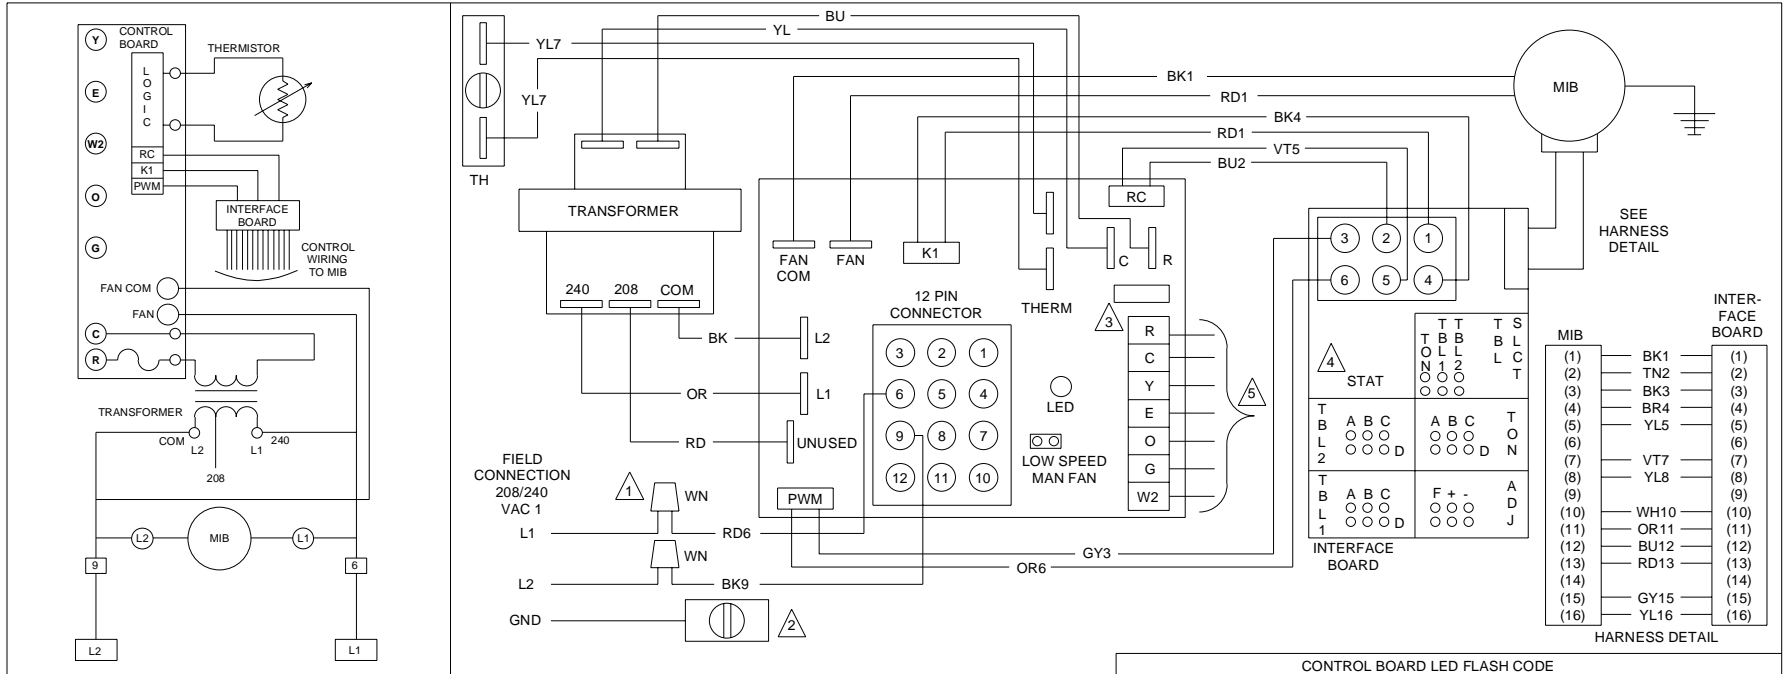 CONTROL
BOARD
Y
E
W2
O
G
C
R
LOGIC
RC
K1
PWM
THERMISTOR
INTERFACE
BOARD
CONTROL
WIRING
TO MIB
FAN COM
FAN
TRANSFORMER
COM
L2
L1
240
208
L2
MIB
L1
9
6
L2
L1
TH
YL7
YL7
BU
YL
TRANSFORMER
240
208
COM
BK
OR
RD
L2
L1
UNUSED
FAN
COM
FAN
K1
RC
C
R
THERM
12 PIN
CONNECTOR
3 2 1
6 5 4
9 8 7
12 11 10
LED
LOW SPEED
MAN FAN
PWM
3
R
C
Y
E
O
G
W2
5
FIELD
CONNECTION
208/240
VAC 1
1
WN
L1
RD6
WN
L2
BK9
GND
2
GY3
OR6
BK1
RD1
BK4
RD1
VT5
BU2
MIB
SEE
HARNESS
DETAIL
3 2 1
6 5 4
4
STAT
TON
TBL1
TBL2
TBL
SLCT
TBL2
A B C
D
A B C
D
TON
TBL1
A B C
D
F + -
ADJ
INTERFACE
BOARD
MIB
INTER-
FACE
BOARD
(1) BK1 (1)
(2) TN2 (2)
(3) BK3 (3)
(4) BR4 (4)
(5) YL5 (5)
(6) (6)
(7) VT7 (7)
(8) YL8 (8)
(9) (9)
(10) WH10 (10)
(11) OR11 (11)
(12) BU12 (12)
(13) RD13 (13)
(14) (14)
(15) GY15 (15)
(16) YL16 (16)
HARNESS DETAIL
CONTROL BOARD LED FLASH CODE